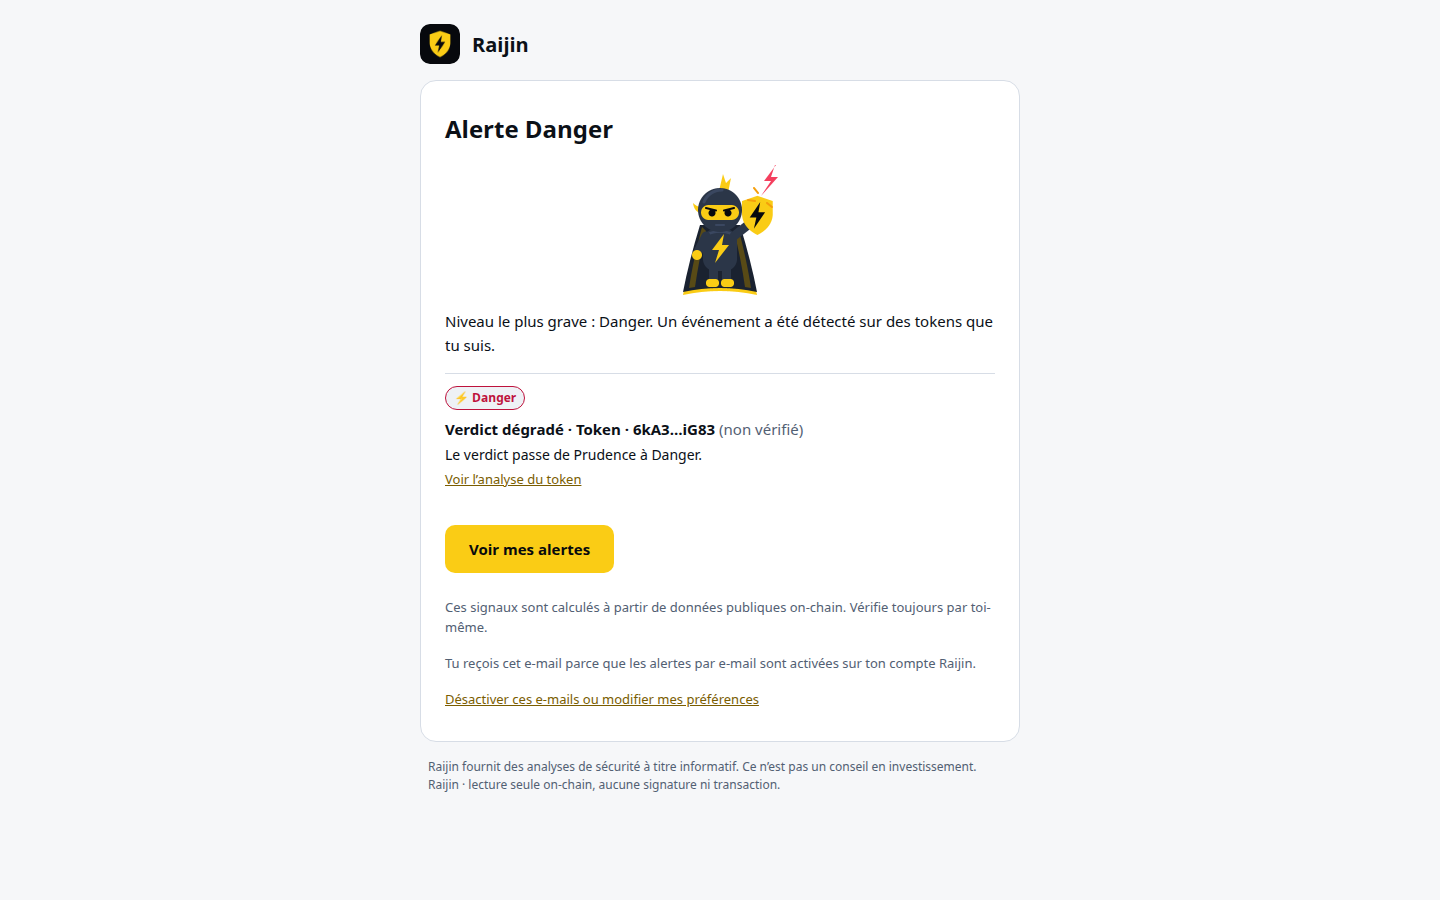 Raijin
Alerte Danger
Niveau le plus grave : Danger. Un événement a été détecté sur des tokens que
tu suis.
⚡ Danger
Verdict dégradé · Token · 6kA3…iG83 (non vérifié)
Le verdict passe de Prudence à Danger.
Voir l’analyse du token
Voir mes alertes
Ces signaux sont calculés à partir de données publiques on-chain. Vérifie toujours par toi-
même.
Tu reçois cet e-mail parce que les alertes par e-mail sont activées sur ton compte Raijin.
Désactiver ces e-mails ou modifier mes préférences
Raijin fournit des analyses de sécurité à titre informatif. Ce n’est pas un conseil en investissement.
Raijin · lecture seule on-chain, aucune signature ni transaction.